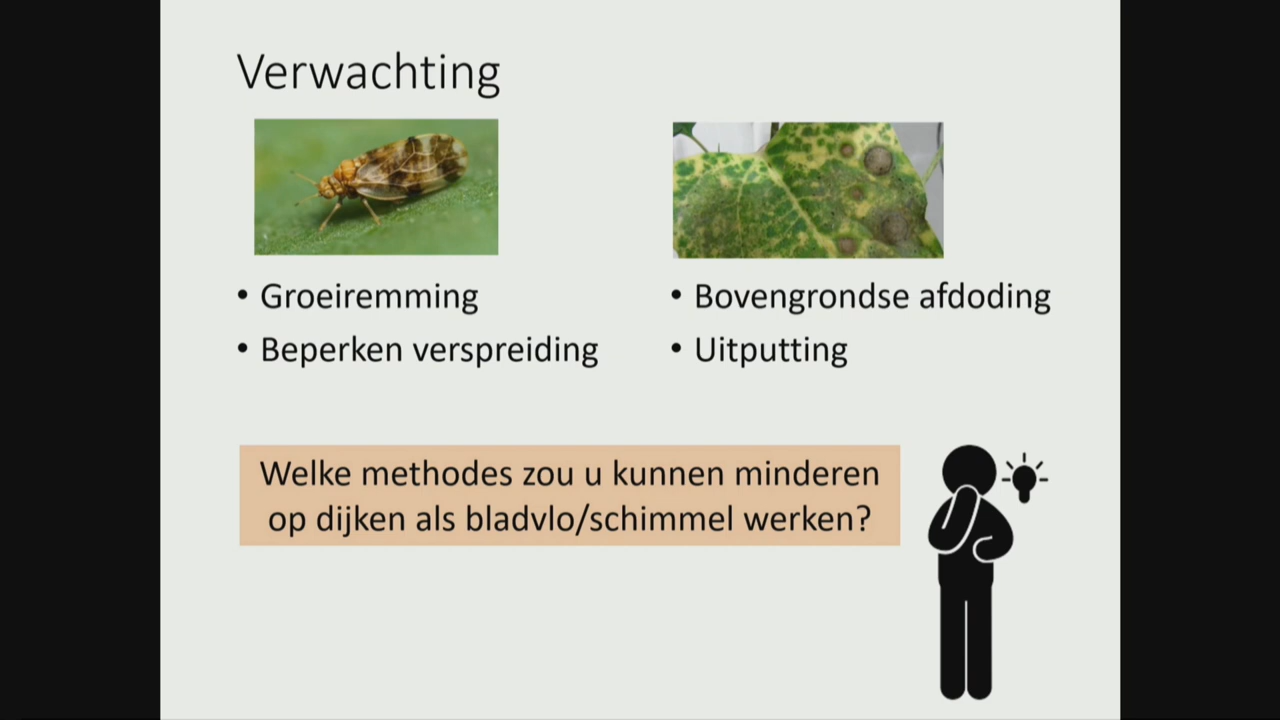 Verwachting
• Groeiremming
• Beperken verspreiding
• Bovengrondse afdoding
• Uitputting
Welke methodes zou u kunnen minderen
op dijken als bladvlo/schimmel werken?